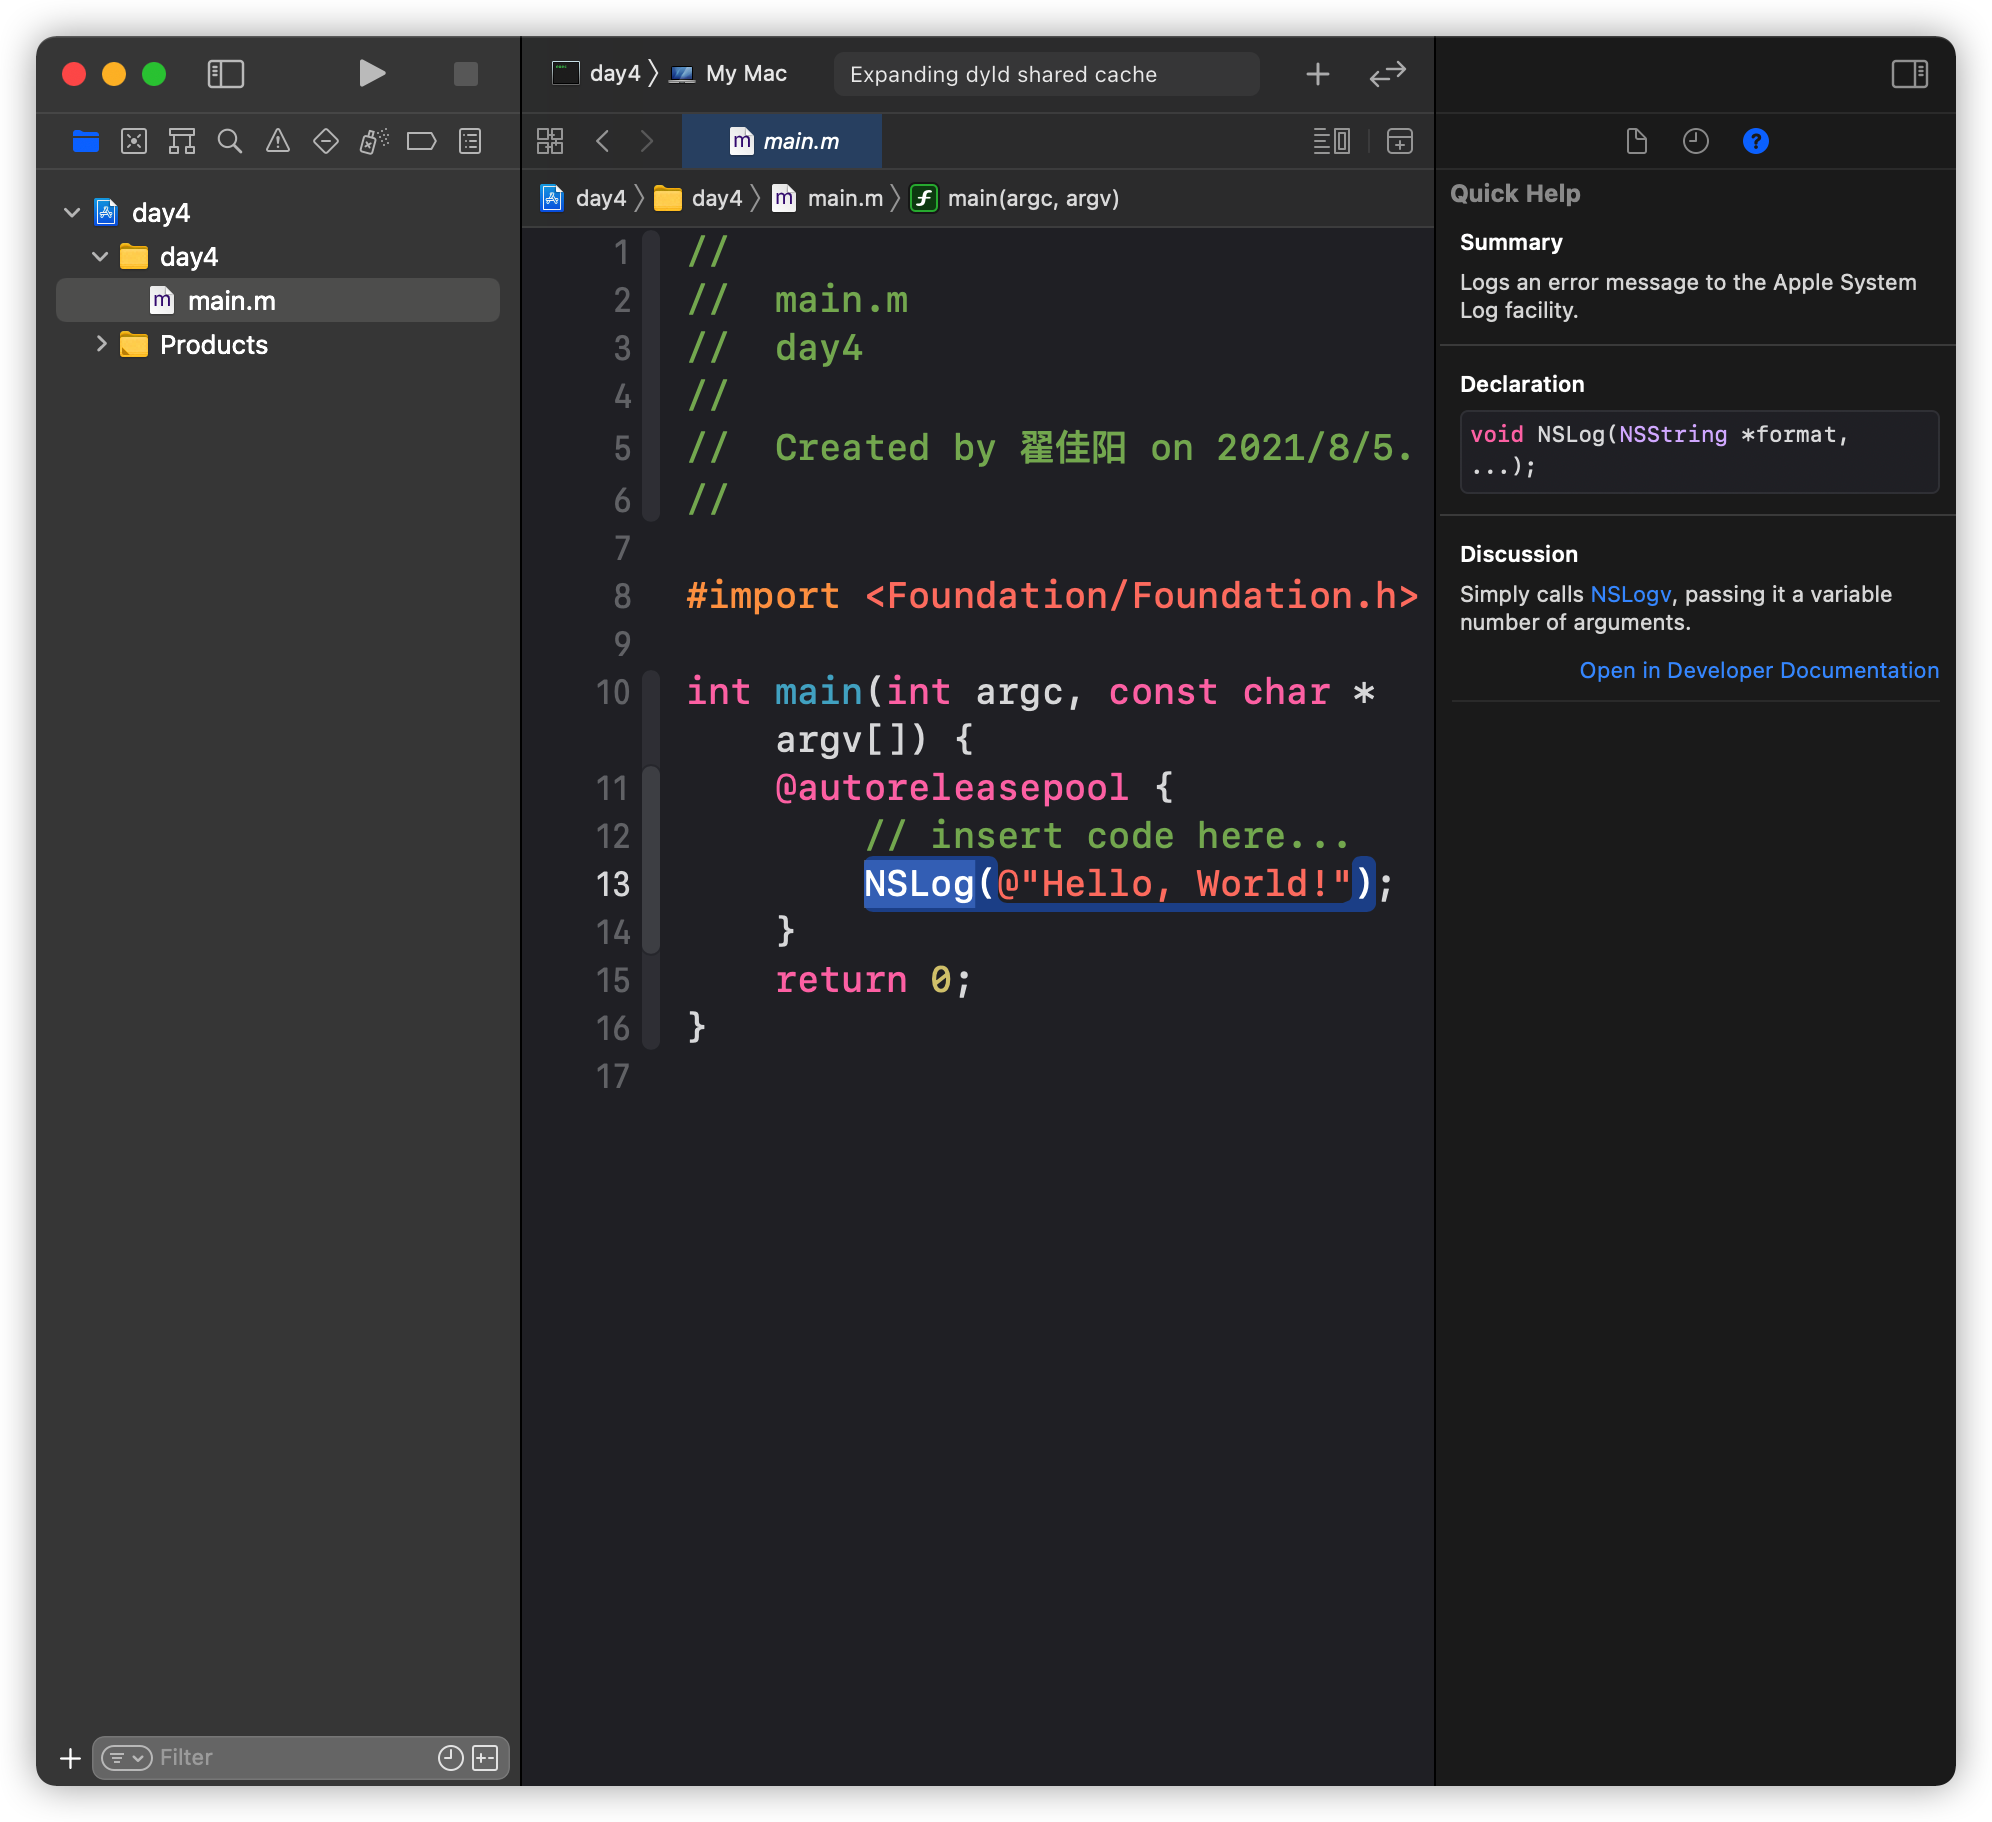 day4 〉 My Mac
Expanding dyld shared cache
main.m
day4
day4
main.m
Products
Filter
day4 〉 day4 〉 main.m 〉 main(argc, argv)
1 //
2 //  main.m
3 //  day4
4 //
5 //  Created by 翟佳阳 on 2021/8/5.
6 //
7
8 #import <Foundation/Foundation.h>
9
10 int main(int argc, const char *
argv[]) {
11 @autoreleasepool {
12 // insert code here...
13 NSLog(@"Hello, World!");
14 }
15 return 0;
16 }
17
Quick Help
Summary
Logs an error message to the Apple System
Log facility.
Declaration
void NSLog(NSString *format,
...);
Discussion
Simply calls NSLogv, passing it a variable
number of arguments.
Open in Developer Documentation